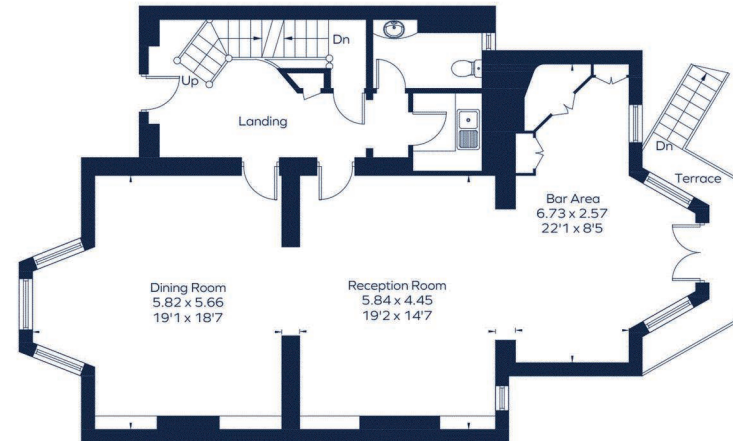 Dn
Up
Landing
Dn
Terrace
Bar Area
6.73 x 2.57
22'1 x 8'5
Dining Room
5.82 x 5.66
19'1 x 18'7
Reception Room
5.84 x 4.45
19'2 x 14'7